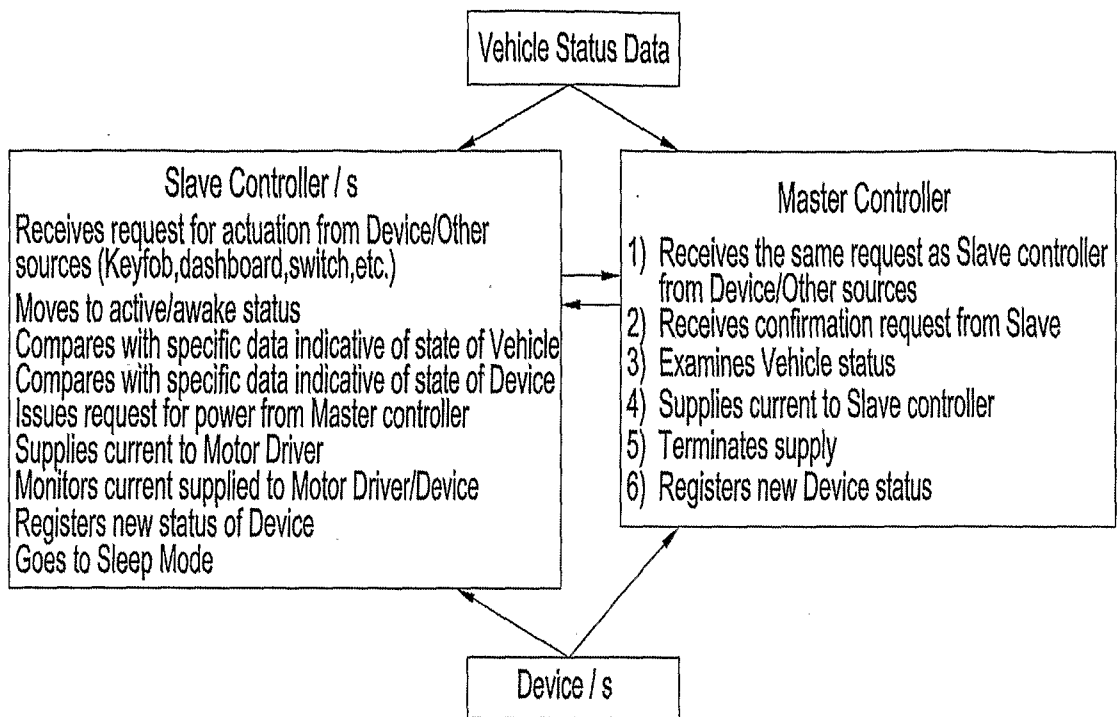 Vehicle Status Data
Slave Controller / s
Receives request for actuation from Device/Other
sources (Keyfob,dashboard,switch,etc.)
Moves to active/awake status
Compares with specific data indicative of state of Vehicle
Compares with specific data indicative of state of Device
Issues request for power from Master controller
Supplies current to Motor Driver
Monitors current supplied to Motor Driver/Device
Registers new status of Device
Goes to Sleep Mode
Master Controller
1) Receives the same request as Slave controller
from Device/Other sources
2) Receives confirmation request from Slave
3) Examines Vehicle status
4) Supplies current to Slave controller
5) Terminates supply
6) Registers new Device status
Device / s